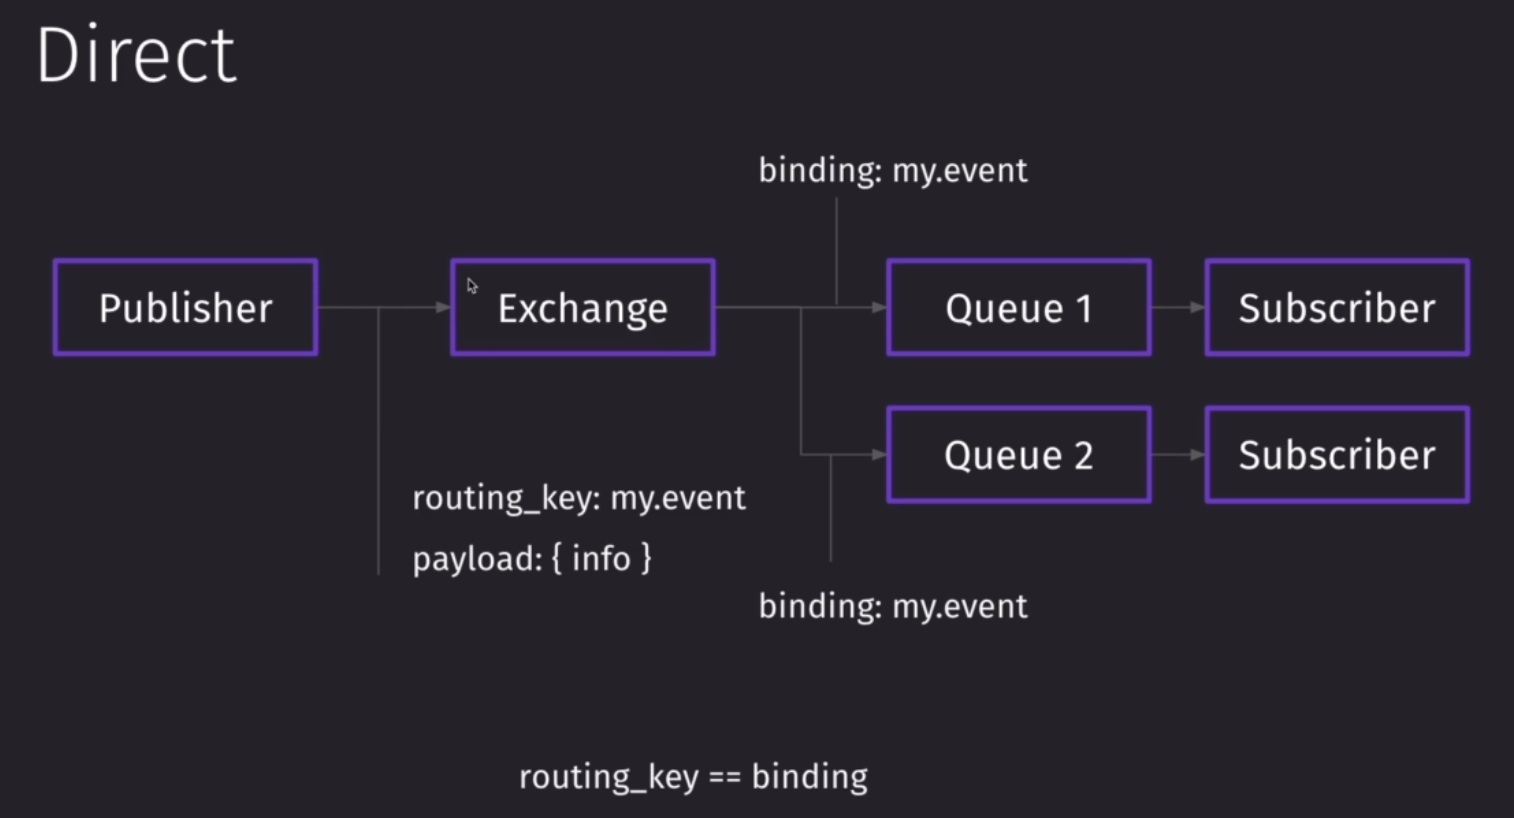 Direct
binding: my.event
Publisher
Exchange
Queue 1
Subscriber
Queue 2
Subscriber
routing_key: my.event
payload: { info }
binding: my.event
routing_key == binding